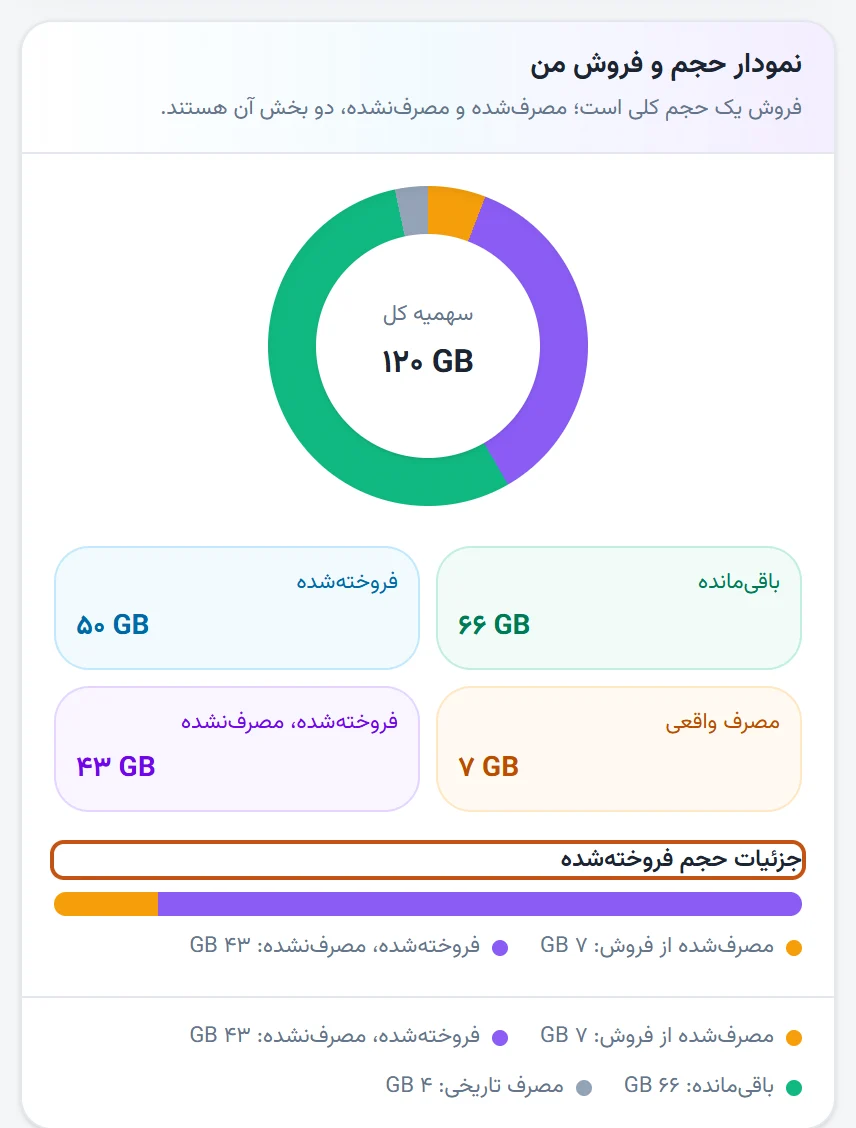 نمودار حجم و فروش من
فروش یک حجم کلی است؛ مصرف‌شده و مصرف‌نشده، دو بخش آن هستند.
سهمیه کل
۱۲۰ GB
باقی‌مانده
۶۶ GB
فروخته‌شده
۵۰ GB
مصرف واقعی
۷ GB
فروخته‌شده، مصرف‌نشده
۴۳ GB
جزئیات حجم فروخته‌شده
مصرف‌شده از فروش: ۷ GB
فروخته‌شده، مصرف‌نشده: ۴۳ GB
مصرف‌شده از فروش: ۷ GB
فروخته‌شده، مصرف‌نشده: ۴۳ GB
باقی‌مانده: ۶۶ GB
مصرف تاریخی: ۴ GB